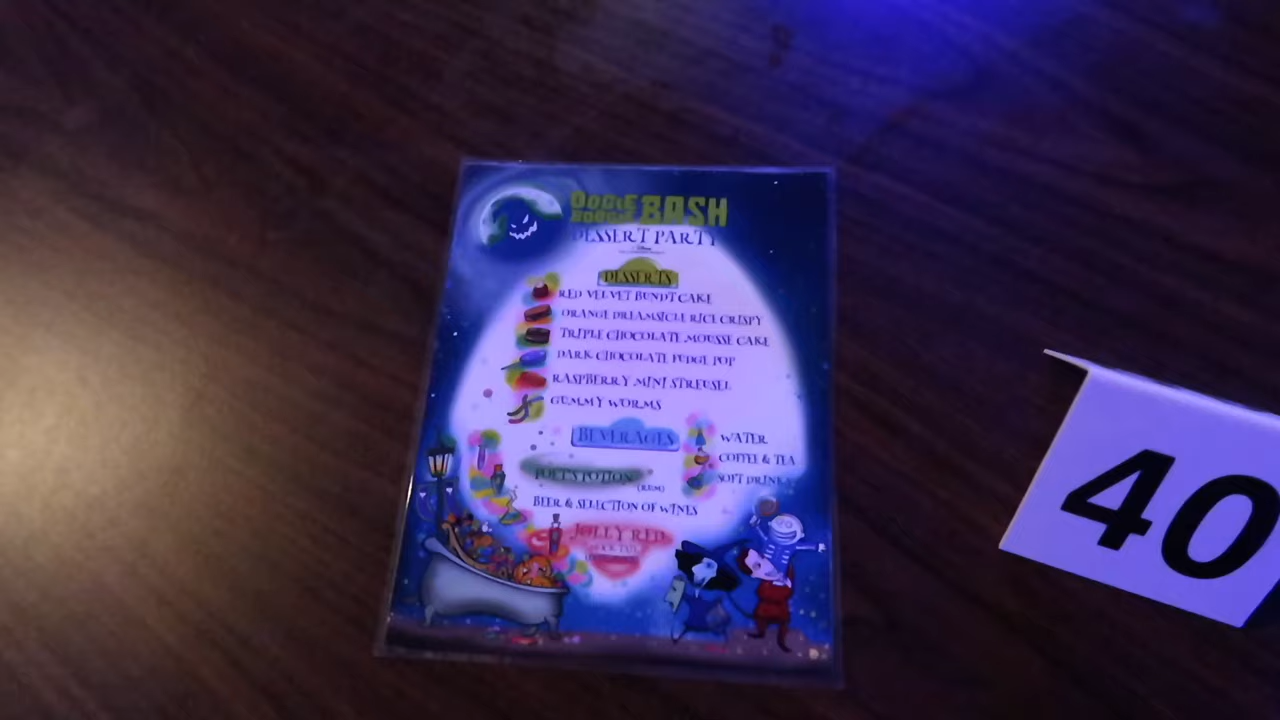 OOGIE
BOOGIE BASH
DESSERT PARTY
DESSERTS
RED VELVET BUNDT CAKE
ORANGE DREAMSICLE RICE CRISPY
TRIPLE CHOCOLATE MOUSSE CAKE
DARK CHOCOLATE FUDGE POP
RASPBERRY MINI STREUSEL
GUMMY WORMS
BEVERAGES
WATER
COFFEE & TEA
SOFT DRINKS
POTION
(RUM)
BEER & SELECTION OF WINES
JOLLY RED
40